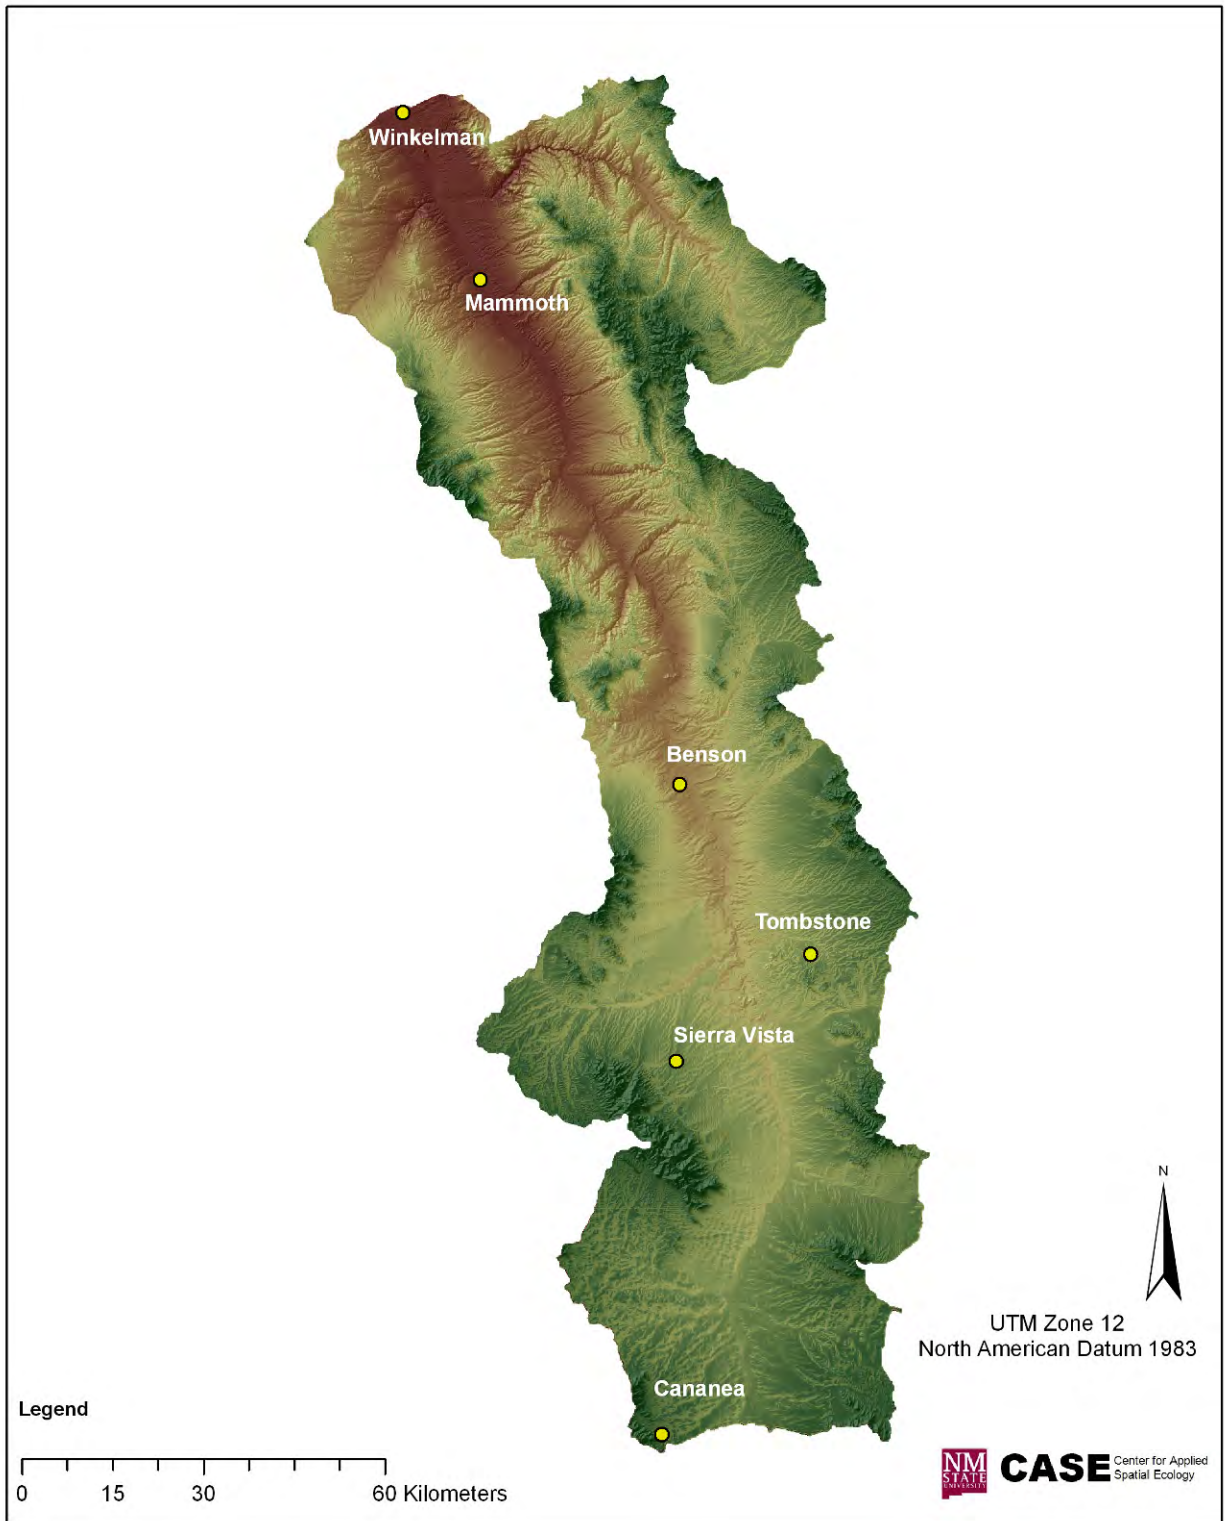 Winkelman
Mammoth
Benson
Tombstone
Sierra Vista
N
UTM Zone 12
North American Datum 1983
Cananea
Legend
0 15 30 60 Kilometers
NM
STATE
UNIVERSITY
CASE Center for Applied
Spatial Ecology